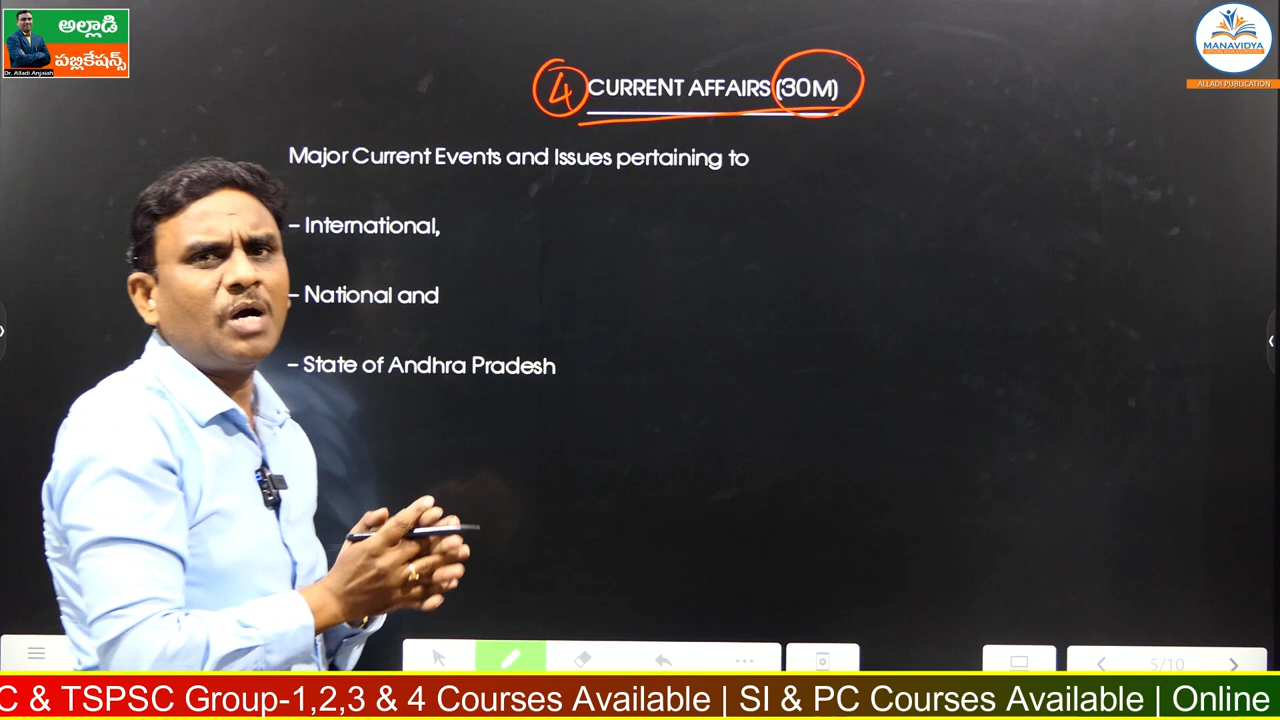 అల్లాడి
పబ్లికేషన్స్
Dr. Alladi Anjaiah
MANAVIDYA
ALLADI PUBLICATION
4 CURRENT AFFAIRS (30M)
Major Current Events and Issues pertaining to
- International,
- National and
- State of Andhra Pradesh
5/10
C & TSPSC Group-1,2,3 & 4 Courses Available | SI & PC Courses Available | Online